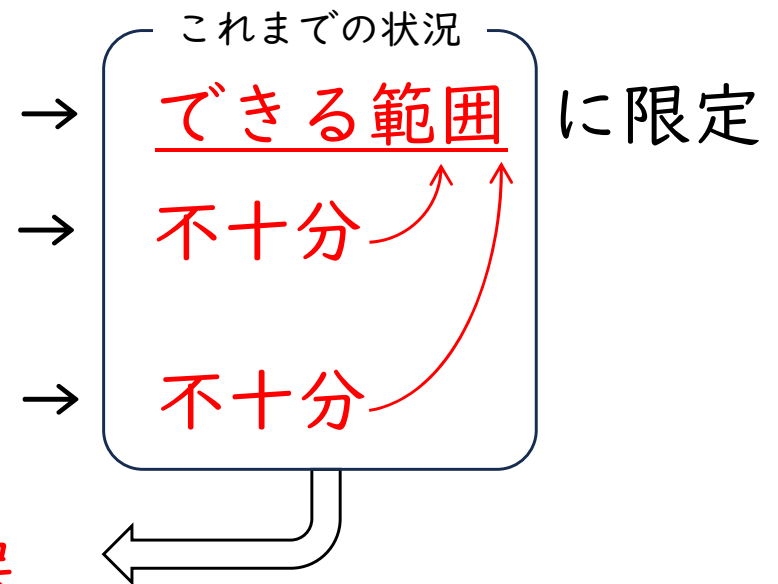 これまでの状況
→ できる範囲 に限定
→ 不十分
→ 不十分